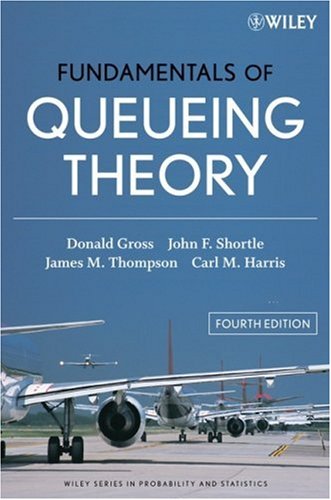 WILEY
FUNDAMENTALS OF
QUEUEING
THEORY
Donald Gross John F. Shortle
James M. Thompson Carl M. Harris
FOURTH EDITION
WILEY SERIES IN PROBABILITY AND STATISTICS